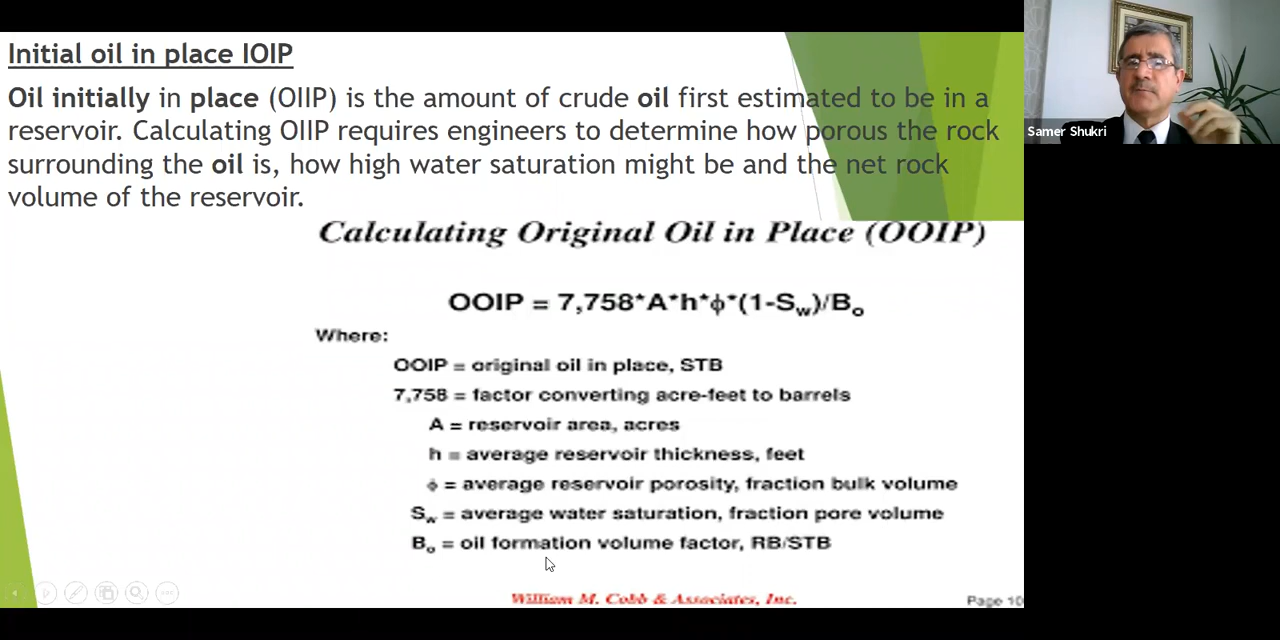 Initial oil in place IOIP
Oil initially in place (OIIP) is the amount of crude oil first estimated to be in a
reservoir. Calculating OIIP requires engineers to determine how porous the rock
surrounding the oil is, how high water saturation might be and the net rock
volume of the reservoir.
Calculating Original Oil in Place (OOIP)
OOIP = 7,758*A*h*ϕ*(1-Sw)/Bo
Where:
OOIP = original oil in place, STB
7,758 = factor converting acre-feet to barrels
A = reservoir area, acres
h = average reservoir thickness, feet
ϕ = average reservoir porosity, fraction bulk volume
Sw = average water saturation, fraction pore volume
Bo = oil formation volume factor, RB/STB
William M. Cobb & Associates, Inc.
Page 10
Samer Shukri